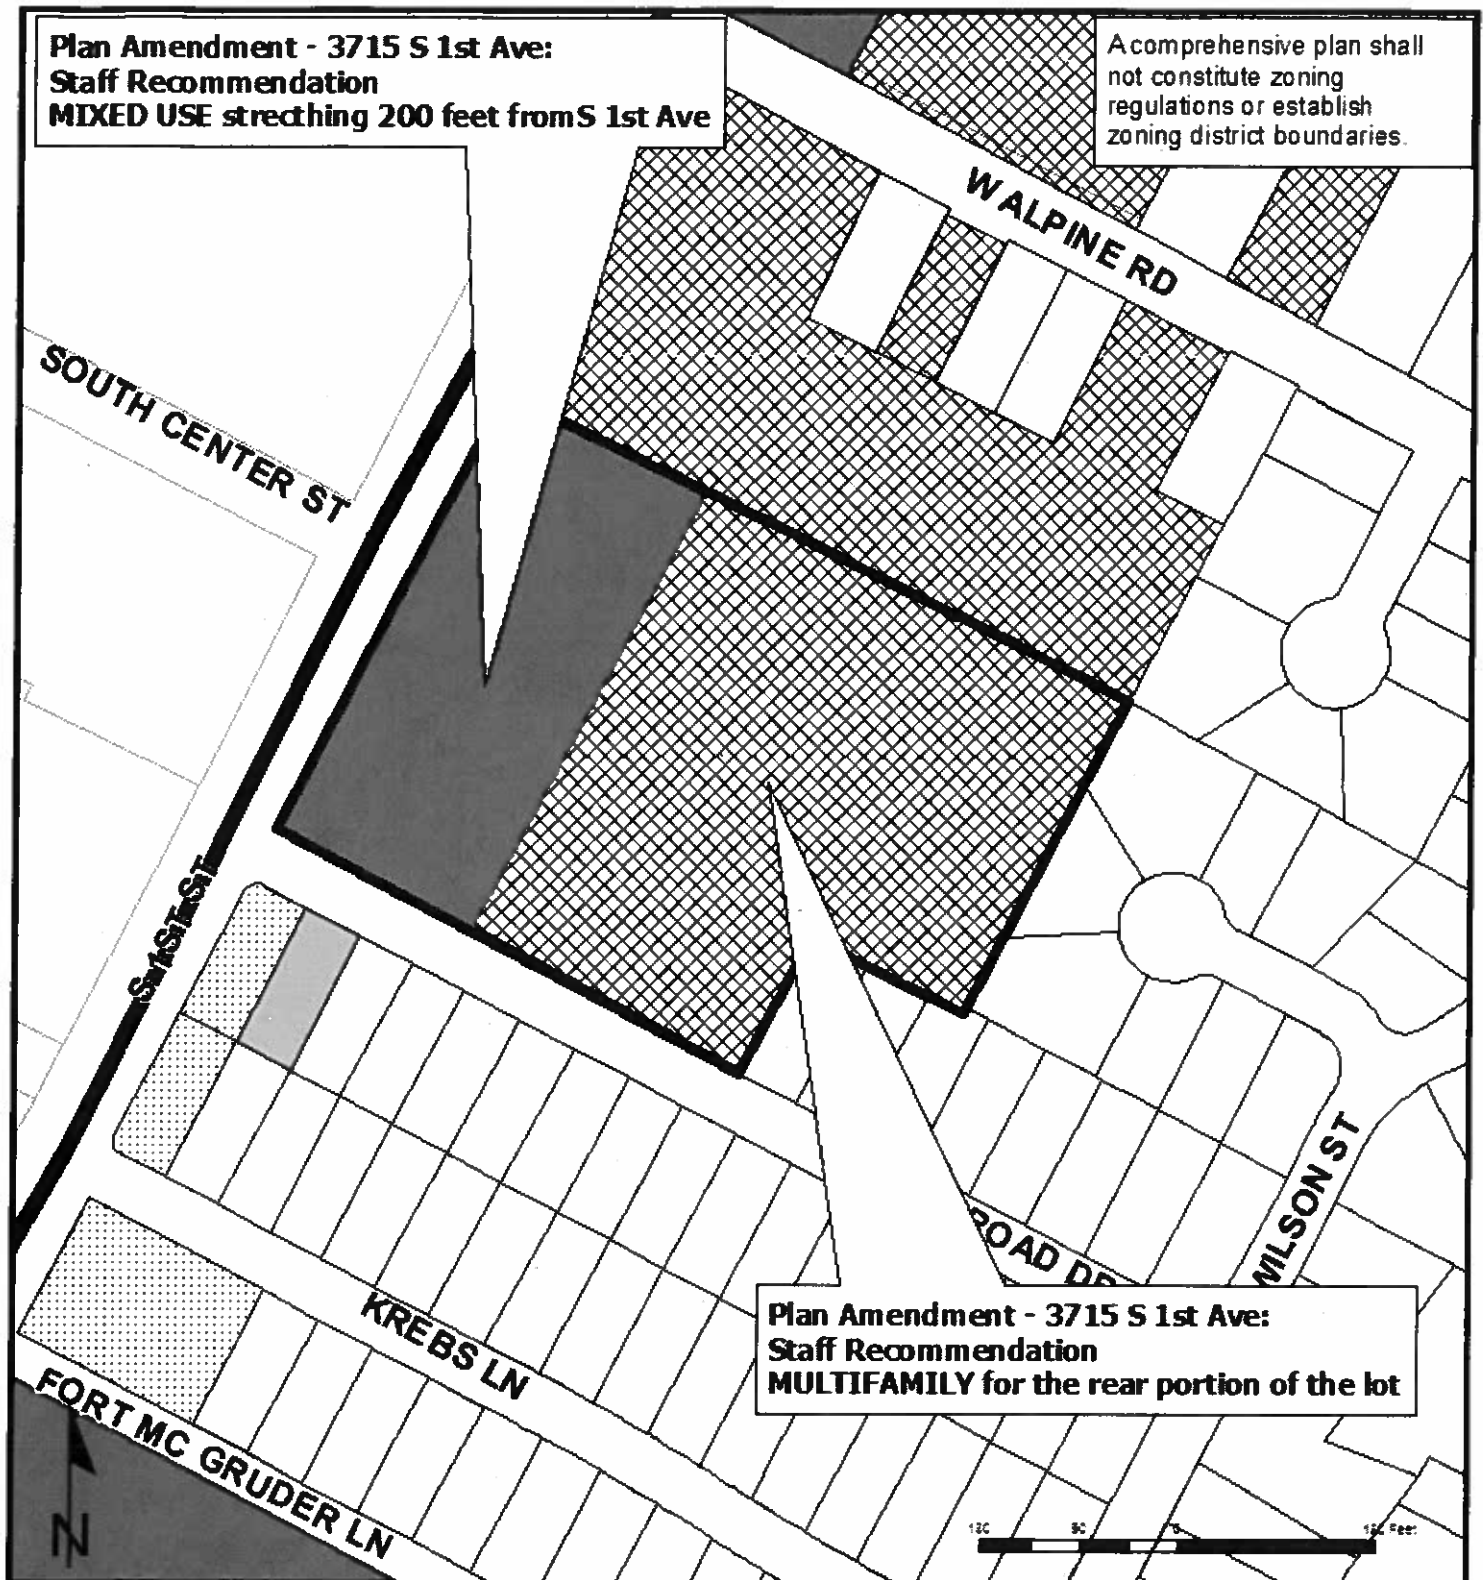 Plan Amendment - 3715 S 1st Ave:
Staff Recommendation
MIXED USE strecthing 200 feet from S 1st Ave
A comprehensive plan shall
not constitute zoning
regulations or establish
zoning district boundaries.
W ALPINE RD
SOUTH CENTER ST
WILSON ST
KREBS LN
FORT MC GRUDER LN
Plan Amendment - 3715 S 1st Ave:
Staff Recommendation
MULTIFAMILY for the rear portion of the lot
N
Feet